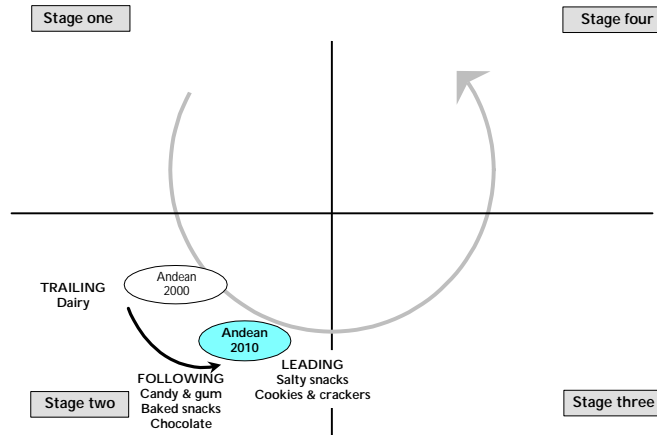 Stage one
Stage four
Andean
2000
TRAILING
Dairy
Andean
2010
LEADING
Salty snacks
Cookies & crackers
FOLLOWING
Candy & gum
Baked snacks
Chocolate
Stage two
Stage three